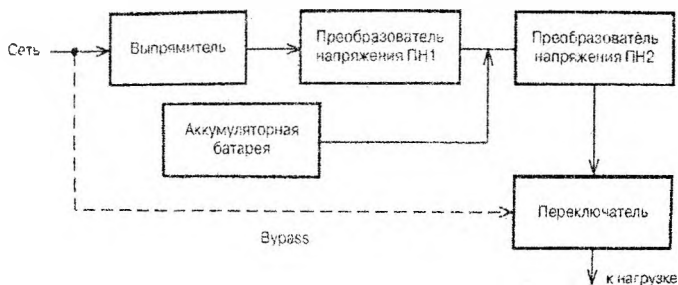 Сеть
Выпрямитель
Преобразователь
напряжения ПН1
Преобразователь
напряжения ПН2
Аккумуляторная
батарея
Переключатель
Bypass
к нагрузке